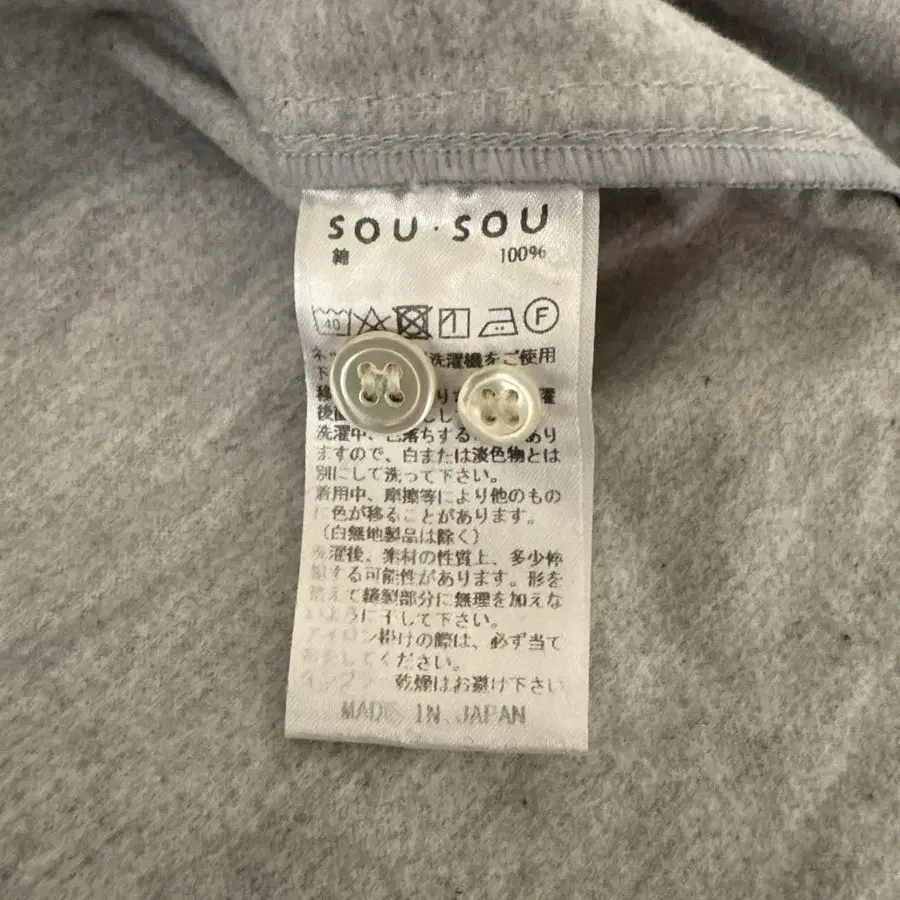 SOU・SOU
綿 100%
40 F
洗濯機をご使用
下
後
洗濯中、色落ちする あり
ますので、白または淡色物とは
別にして洗って下さい。
着用中、摩擦等により他のもの
に色が移ることがあります。
(白無地製品は除く)
洗濯後、素材の性質上、多少伸
縮する可能性があります。形を
整えて縫製部分に無理を加えな
いように干して下さい。
アイロン掛けの際は、必ず当て
布をしてください。
タンブラー乾燥はお避け下さい
MADE IN JAPAN